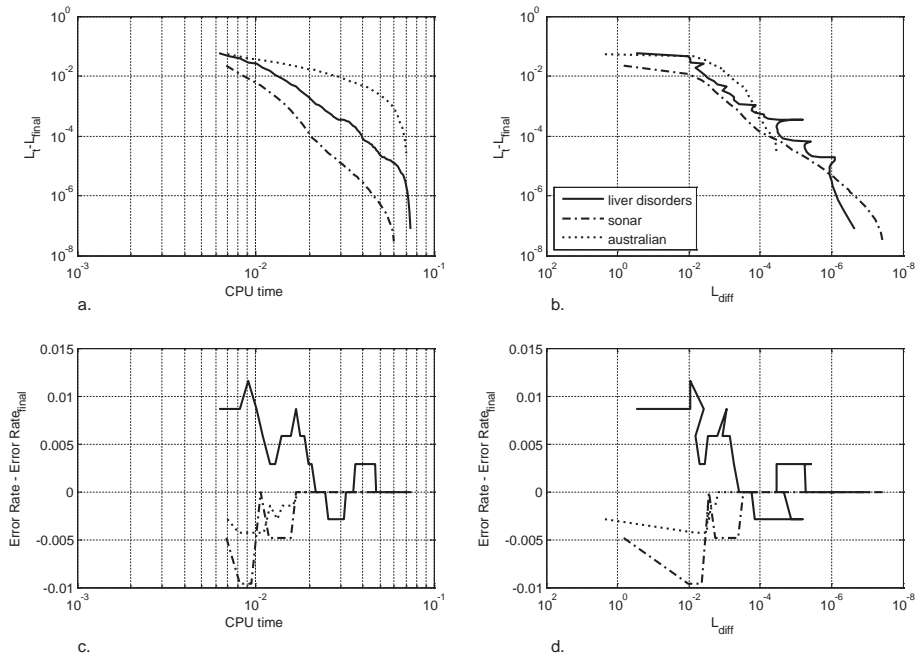 10^0
10^-2
10^-4
10^-6
10^-8
L_t-L_final
10^-3
10^-2
10^-1
CPU time
a.
10^0
10^-2
10^-4
10^-6
10^-8
L_t-L_final
liver disorders
sonar
australian
10^2
10^0
10^-2
10^-4
10^-6
10^-8
L_diff
b.
0.015
0.01
0.005
0
-0.005
-0.01
Error Rate - Error Rate_final
10^-3
10^-2
10^-1
CPU time
c.
0.015
0.01
0.005
0
-0.005
-0.01
Error Rate - Error Rate_final
10^2
10^0
10^-2
10^-4
10^-6
10^-8
L_diff
d.